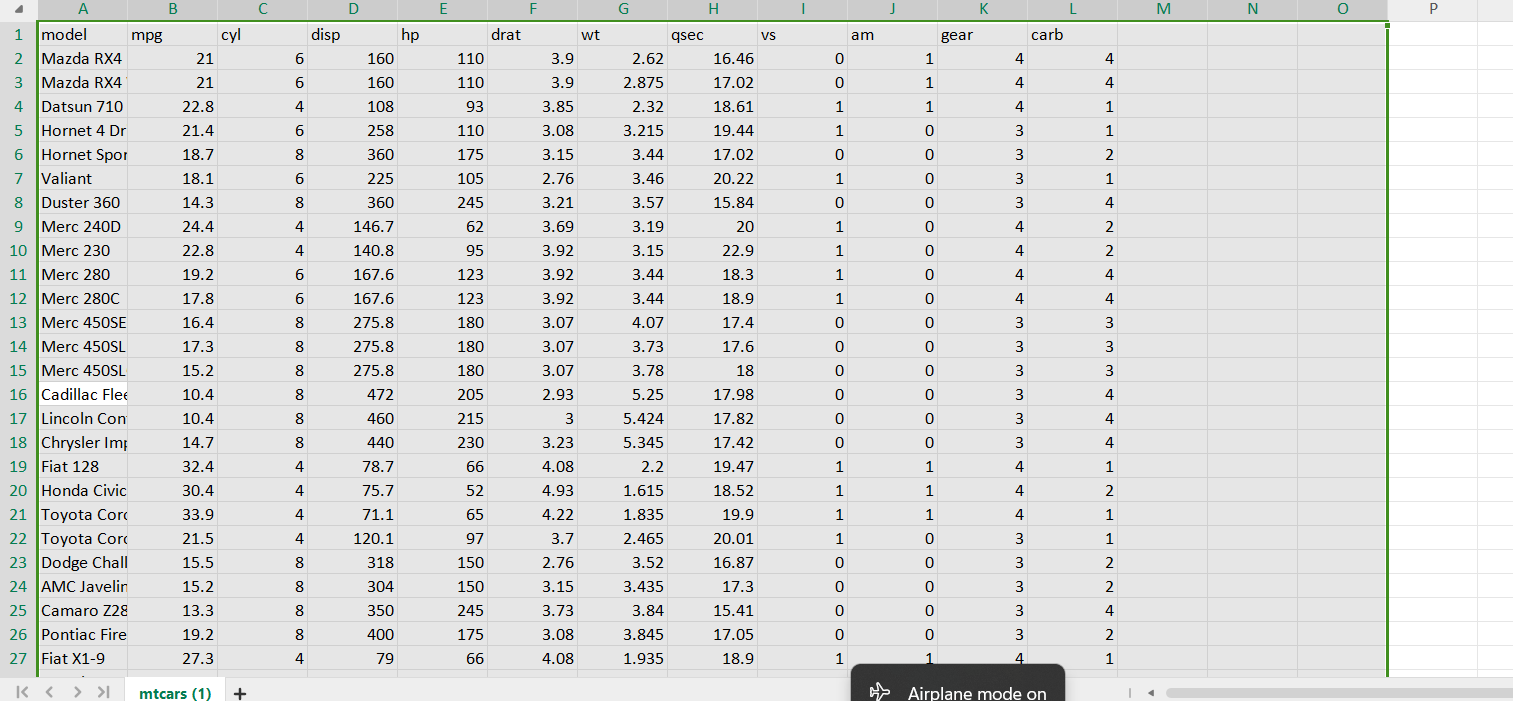 A B C D E F G H I J K L M N O P
1 model mpg cyl disp hp drat wt qsec vs am gear carb
2 Mazda RX4 21 6 160 110 3.9 2.62 16.46 0 1 4 4
3 Mazda RX4 21 6 160 110 3.9 2.875 17.02 0 1 4 4
4 Datsun 710 22.8 4 108 93 3.85 2.32 18.61 1 1 4 1
5 Hornet 4 Dr 21.4 6 258 110 3.08 3.215 19.44 1 0 3 1
6 Hornet Spor 18.7 8 360 175 3.15 3.44 17.02 0 0 3 2
7 Valiant 18.1 6 225 105 2.76 3.46 20.22 1 0 3 1
8 Duster 360 14.3 8 360 245 3.21 3.57 15.84 0 0 3 4
9 Merc 240D 24.4 4 146.7 62 3.69 3.19 20 1 0 4 2
10 Merc 230 22.8 4 140.8 95 3.92 3.15 22.9 1 0 4 2
11 Merc 280 19.2 6 167.6 123 3.92 3.44 18.3 1 0 4 4
12 Merc 280C 17.8 6 167.6 123 3.92 3.44 18.9 1 0 4 4
13 Merc 450SE 16.4 8 275.8 180 3.07 4.07 17.4 0 0 3 3
14 Merc 450SL 17.3 8 275.8 180 3.07 3.73 17.6 0 0 3 3
15 Merc 450SL 15.2 8 275.8 180 3.07 3.78 18 0 0 3 3
16 Cadillac Flee 10.4 8 472 205 2.93 5.25 17.98 0 0 3 4
17 Lincoln Con 10.4 8 460 215 3 5.424 17.82 0 0 3 4
18 Chrysler Imp 14.7 8 440 230 3.23 5.345 17.42 0 0 3 4
19 Fiat 128 32.4 4 78.7 66 4.08 2.2 19.47 1 1 4 1
20 Honda Civic 30.4 4 75.7 52 4.93 1.615 18.52 1 1 4 2
21 Toyota Coro 33.9 4 71.1 65 4.22 1.835 19.9 1 1 4 1
22 Toyota Coro 21.5 4 120.1 97 3.7 2.465 20.01 1 0 3 1
23 Dodge Chall 15.5 8 318 150 2.76 3.52 16.87 0 0 3 2
24 AMC Javelin 15.2 8 304 150 3.15 3.435 17.3 0 0 3 2
25 Camaro Z28 13.3 8 350 245 3.73 3.84 15.41 0 0 3 4
26 Pontiac Fire 19.2 8 400 175 3.08 3.845 17.05 0 0 3 2
27 Fiat X1-9 27.3 4 79 66 4.08 1.935 18.9 1 1 4 1
mtcars (1) +
Airplane mode on